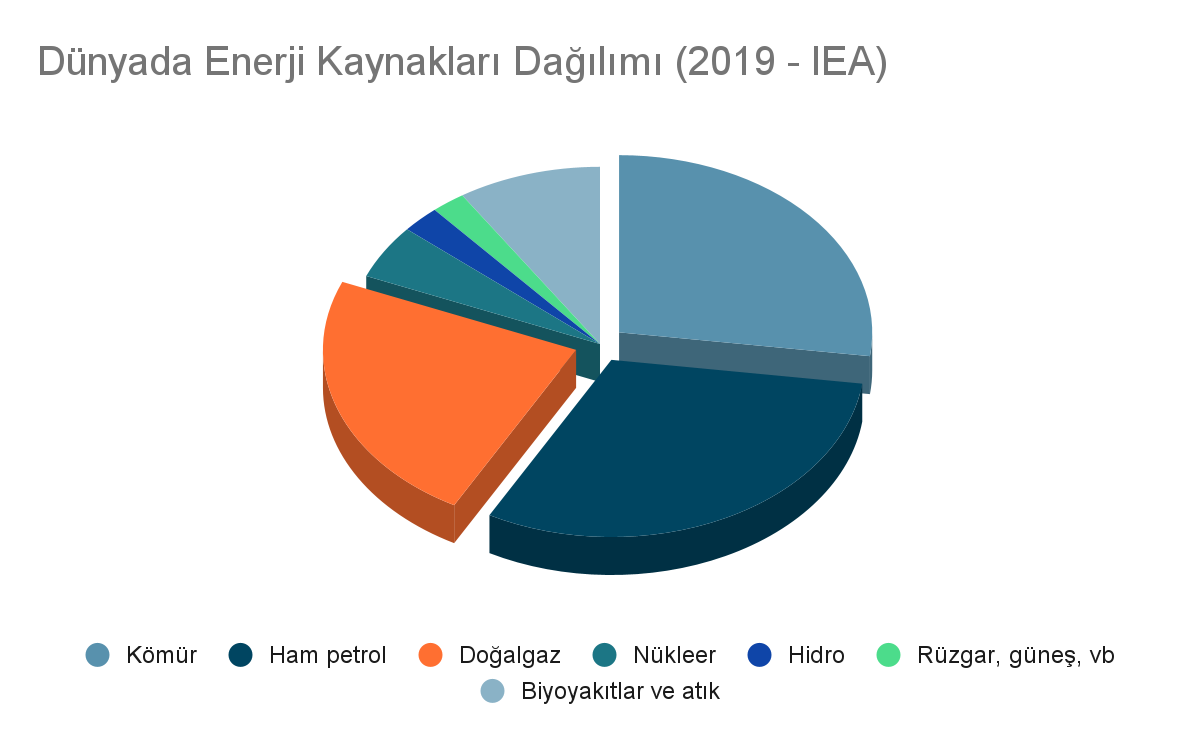 Dünyada Enerji Kaynakları Dağılımı (2019 - IEA)
Kömür Ham petrol Doğalgaz Nükleer Hidro Rüzgar, güneş, vb
Biyoyakıtlar ve atık